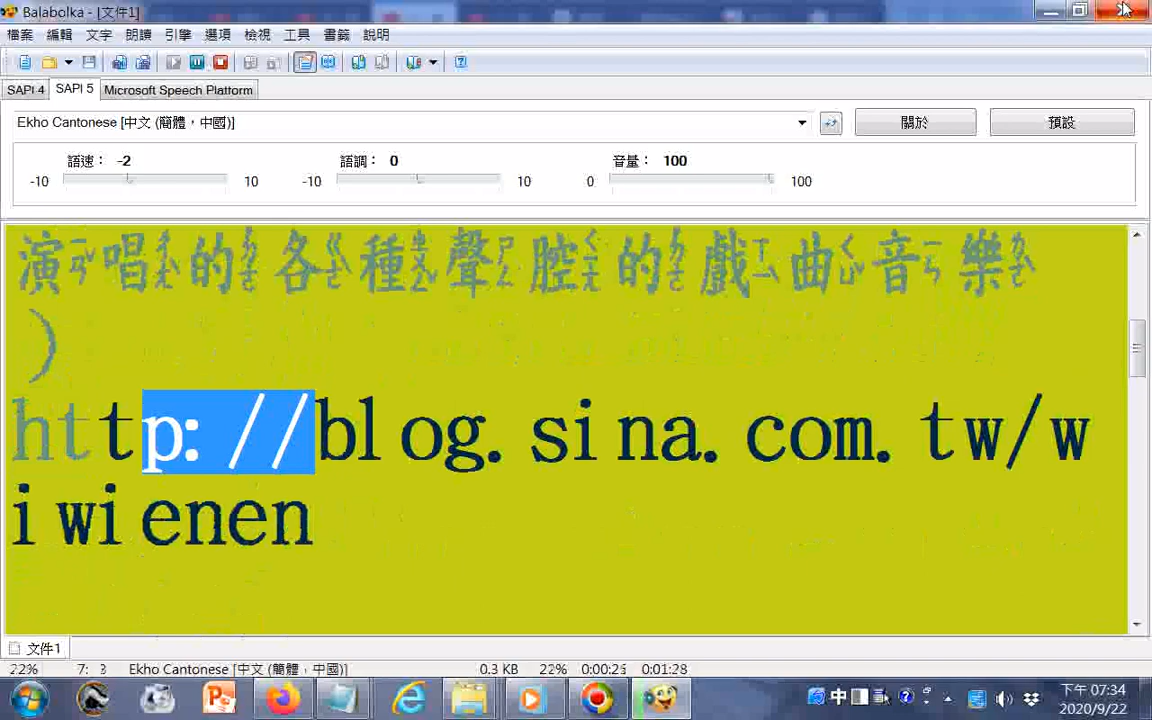 Balabolka - [文件1]
檔案 編輯 文字 朗讀 引擎 選項 檢視 工具 書籤 說明
SAPI 4 SAPI 5 Microsoft Speech Platform
Ekho Cantonese [中文 (簡體，中國)] 關於 預設
語速： -2 語調： 0 音量： 100
-10 10 -10 10 0 100
演唱的各種聲腔的戲曲音樂
)
http://blog.sina.com.tw/w
iwienen
文件1
22% 7: 3 Ekho Cantonese [中文 (簡體，中國)] 0.3 KB 22% 0:00:25 0:01:28
中 下午 07:34
2020/9/22